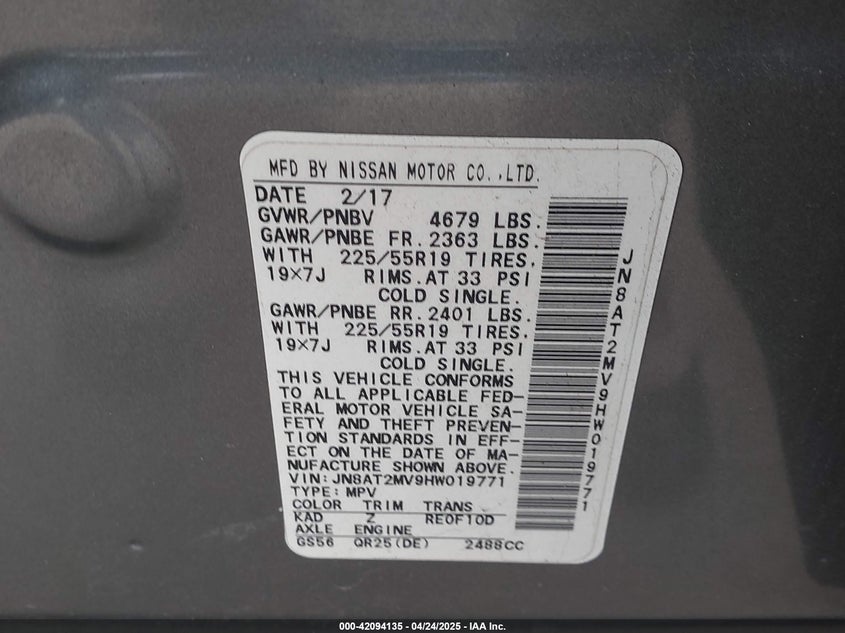 MFD BY NISSAN MOTOR CO.,LTD.
DATE 2/17
GVWR/PNBV 4679 LBS.
GAWR/PNBE FR. 2363 LBS.
WITH 225/55R19 TIRES.
19×7J RIMS. AT 33 PSI
COLD SINGLE.
GAWR/PNBE RR. 2401 LBS.
WITH 225/55R19 TIRES.
19×7J RIMS. AT 33 PSI
COLD SINGLE.
THIS VEHICLE CONFORMS
TO ALL APPLICABLE FED-
ERAL MOTOR VEHICLE SA-
FETY AND THEFT PREVEN-
TION STANDARDS IN EFF-
ECT ON THE DATE OF MA-
NUFACTURE SHOWN ABOVE.
VIN: JN8AT2MV9HW019771
TYPE: MPV
COLOR TRIM TRANS
KAD Z RE0F10D
AXLE ENGINE
GS56 QR25(DE) 2488CC
JN8AT2MV9HW019771
000-42094135 - 04/24/2025 - IAA Inc.